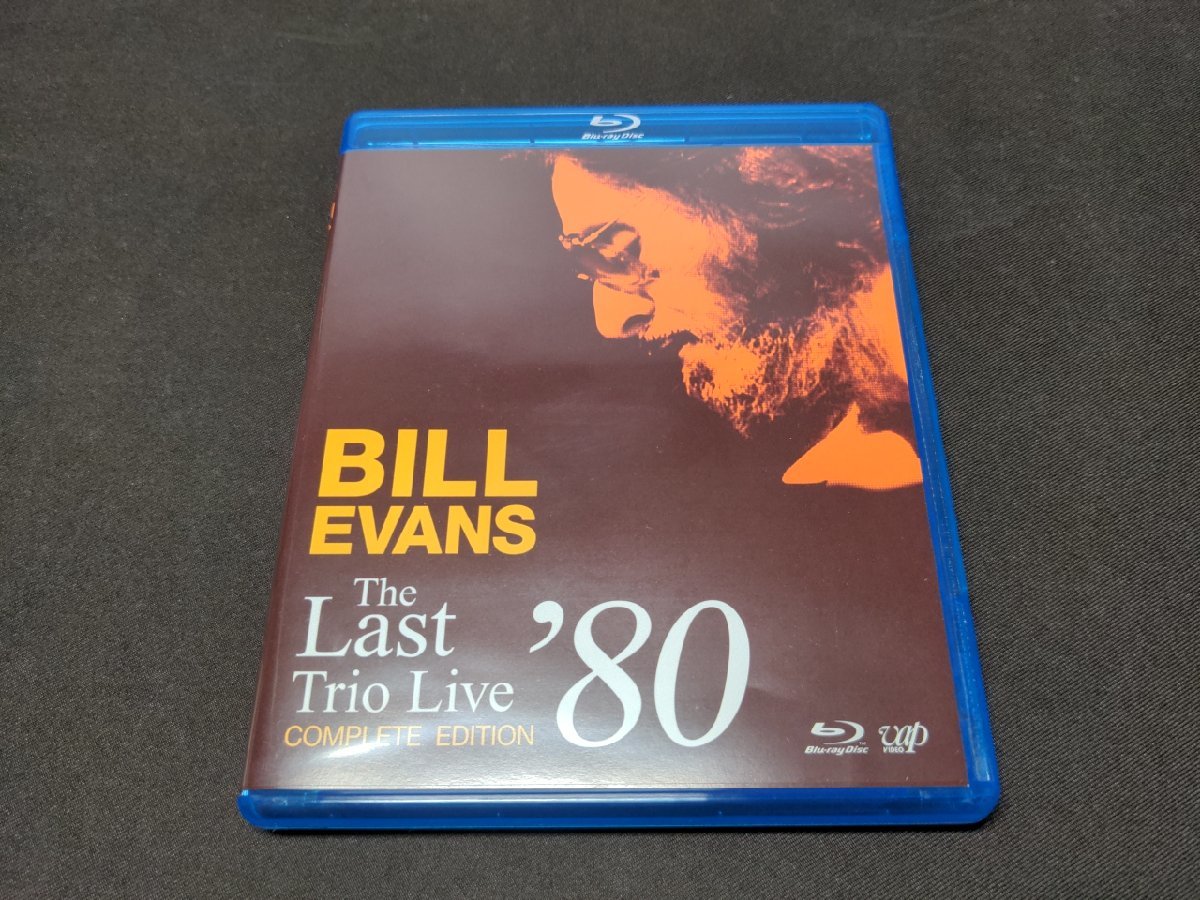 Blu-ray Disc
BILL
EVANS
The
Last
Trio Live
'80
COMPLETE EDITION
Blu-ray Disc
vap
VIDEO